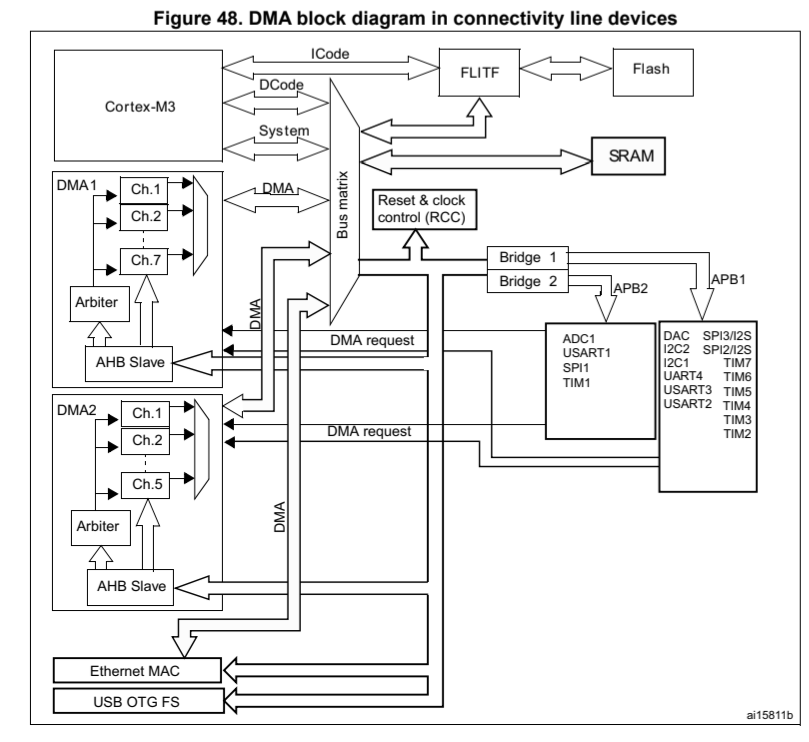 Figure 48. DMA block diagram in connectivity line devices
ICode
FLITF
Flash
Cortex-M3
DCode
System
Bus matrix
SRAM
DMA1
Ch.1
Ch.2
Ch.7
Arbiter
AHB Slave
DMA
Reset & clock
control (RCC)
Bridge 1
Bridge 2
APB2
APB1
DMA
DMA request
ADC1
USART1
SPI1
TIM1
DAC SPI3/I2S
I2C2 SPI2/I2S
I2C1 TIM7
UART4 TIM6
USART3 TIM5
USART2 TIM4
TIM3
TIM2
DMA2
Ch.1
Ch.2
Ch.5
Arbiter
AHB Slave
DMA request
DMA
Ethernet MAC
USB OTG FS
ai15811b